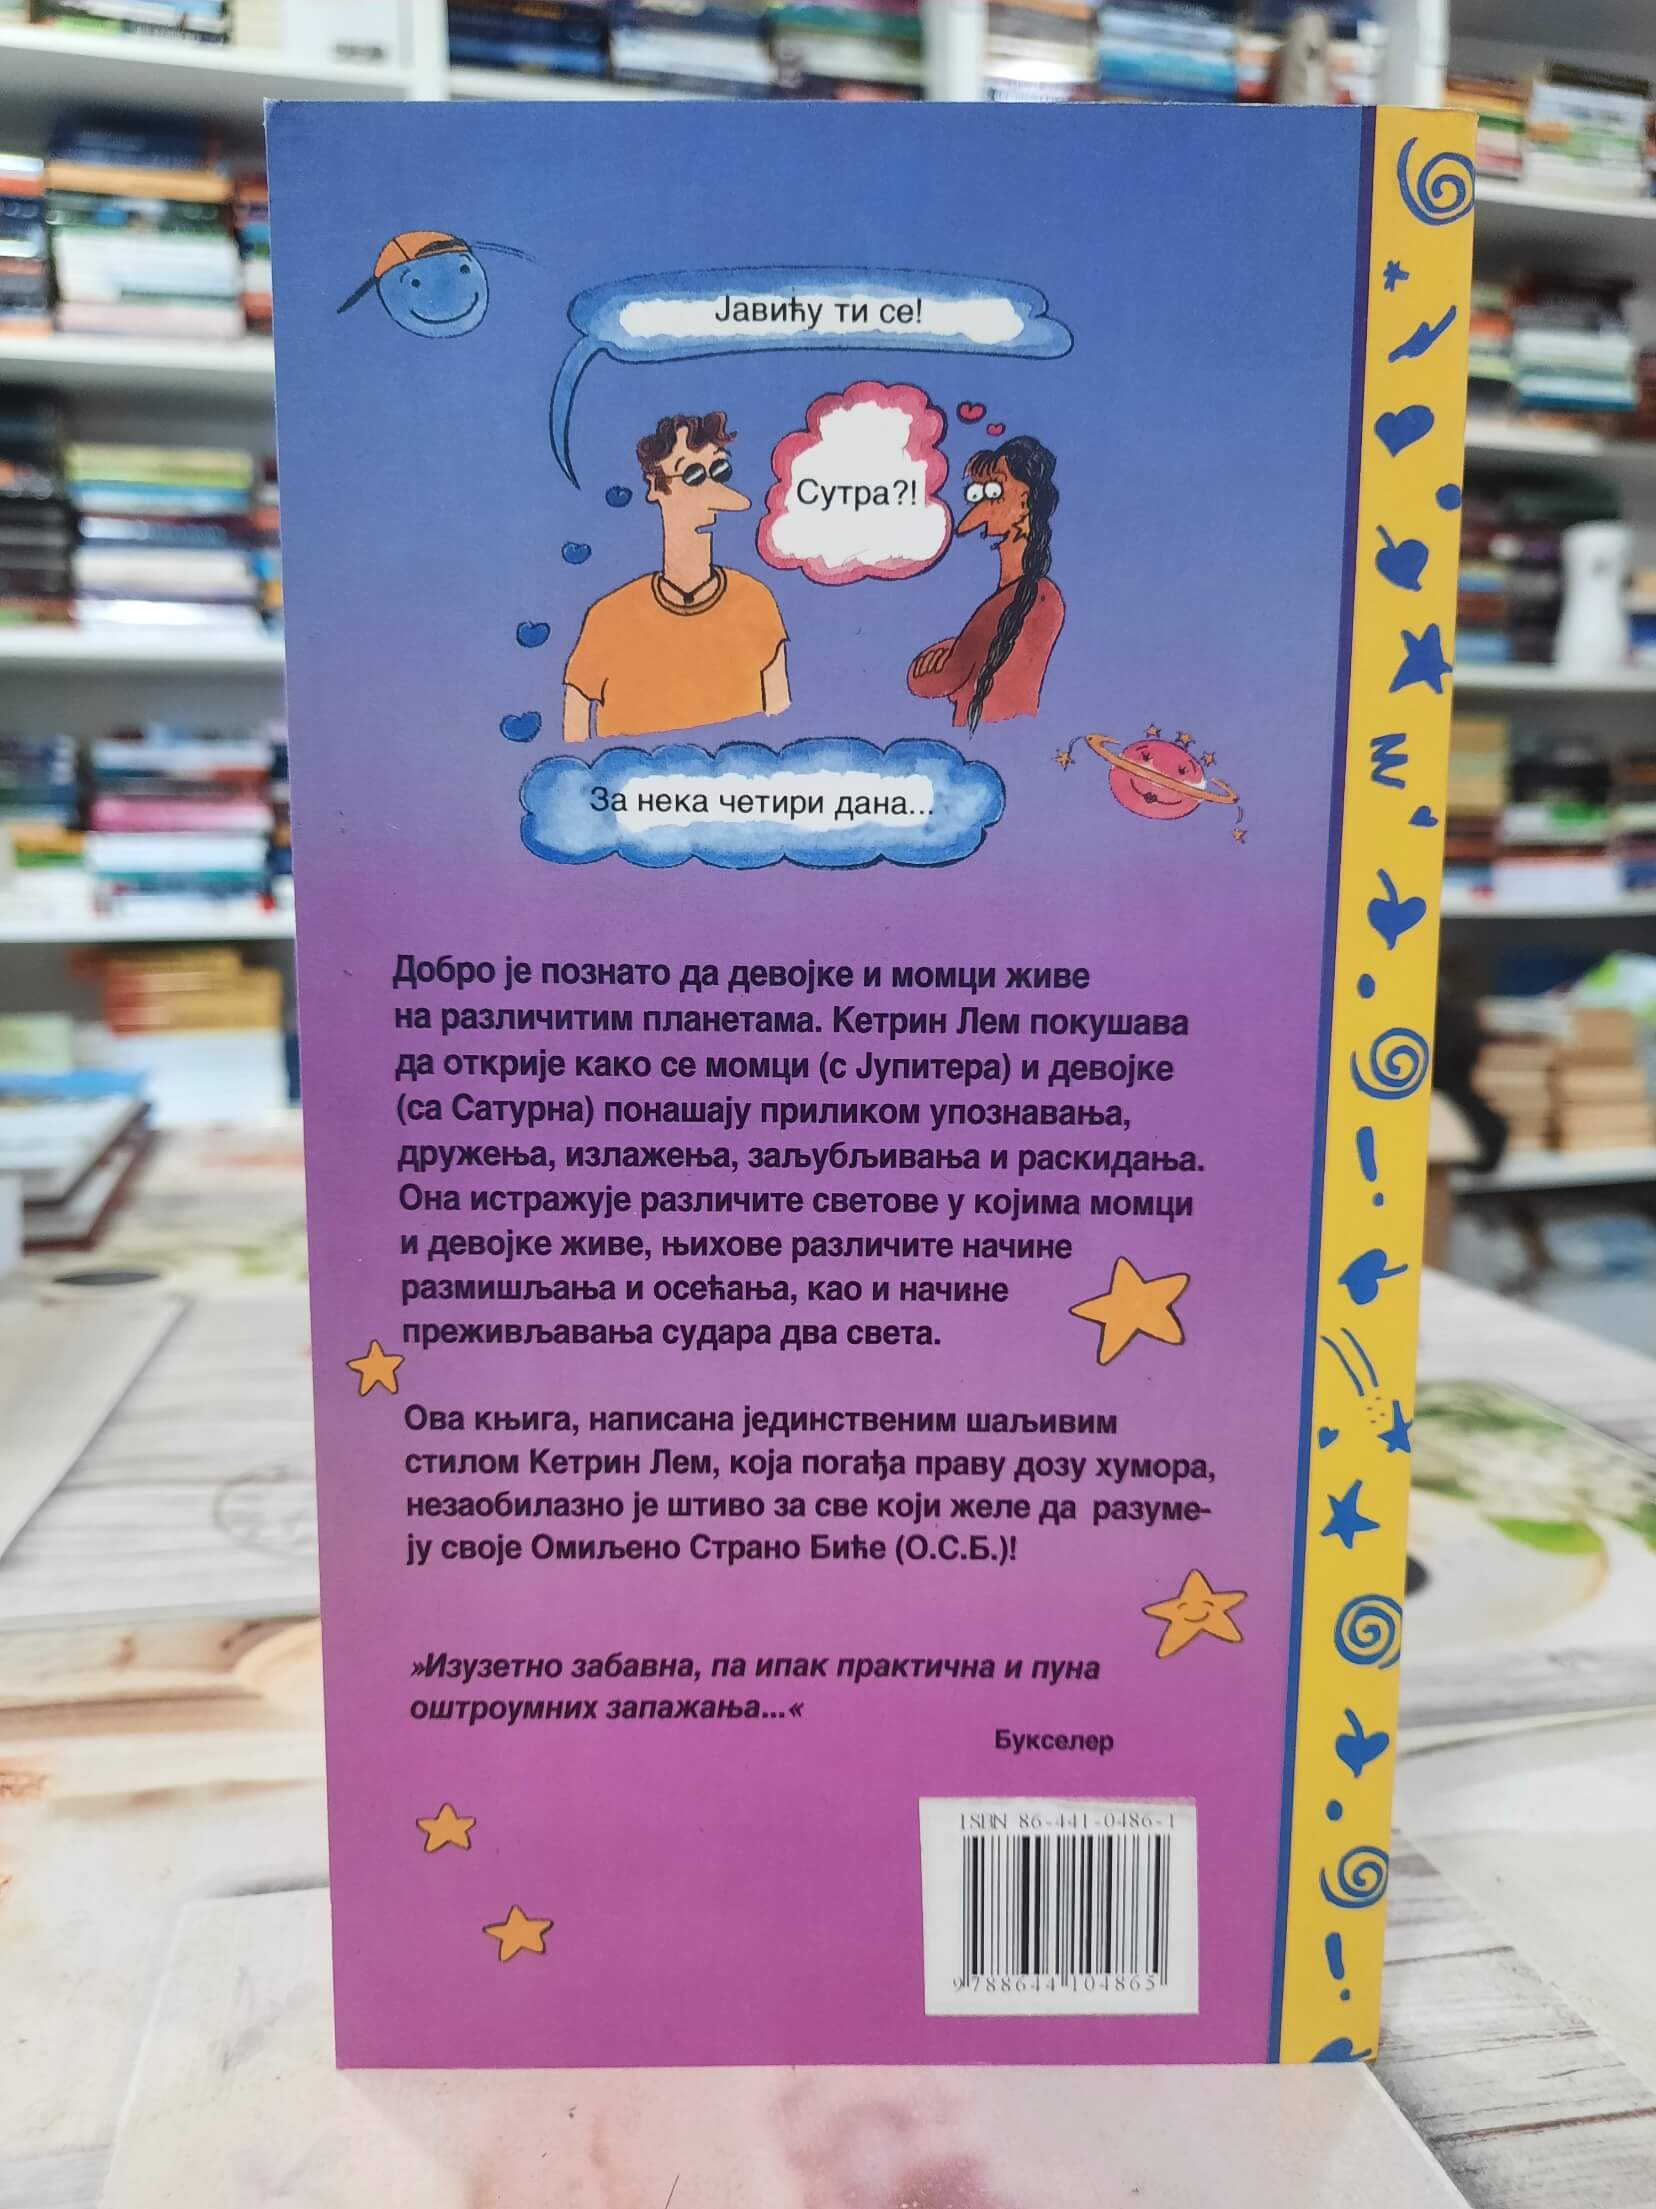 Јавићу ти се!
Сутра?!
За нека четири дана...
Добро је познато да девојке и момци живе
на различитим планетама. Кетрин Лем покушава
да открије како се момци (с Јупитера) и девојке
(са Сатурна) понашају приликом упознавања,
дружења, излажења, заљубљивања и раскидања.
Она истражује различите светове у којима момци
и девојке живе, њихове различите начине
размишљања и осећања, као и начине
преживљавања судара два света.
Ова књига, написана јединственим шаљивим
стилом Кетрин Лем, која погађа праву дозу хумора,
незаобилазно је штиво за све који желе да разуме-
ју своје Омиљено Страно Биће (О.С.Б.)!
»Изузетно забавна, па ипак практична и пуна
оштроумних запажања...«
Букселер
ISBN 86-441-0486-1
9 788644 104865